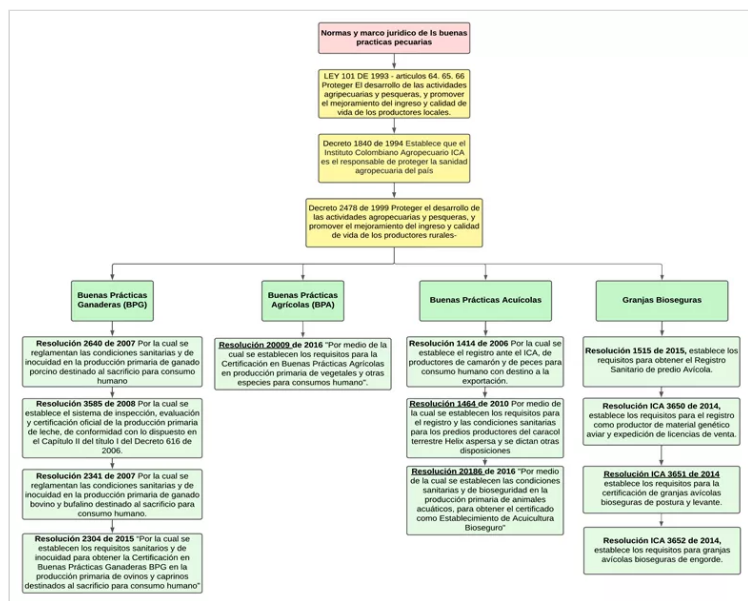 Normas y marco juridico de ls buenas
practicas pecuarias
LEY 101 DE 1993 - articulos 64. 65. 66
Proteger El desarrollo de las actividades
agripecuarias y pesqueras, y promover
el mejoramiento del ingreso y calidad de
vida de los productores locales.
Decreto 1840 de 1994 Establece que el
Instituto Colombiano Agropecuario ICA
es el responsable de proteger la sanidad
agropecuaria del país
Decreto 2478 de 1999 Proteger el desarrollo de
las actividades agropecuarias y pesqueras, y
promover el mejoramiento del ingreso y calidad
de vida de los productores rurales-
Buenas Prácticas
Ganaderas (BPG)
Resolución 2640 de 2007 Por la cual se
reglamentan las condiciones sanitarias y de
inocuidad en la producción primaria de ganado
porcino destinado al sacrificio para consumo
humano
Resolución 3585 de 2008 Por la cual se
establece el sistema de inspección, evaluación
y certificación oficial de la producción primaria
de leche, de conformidad con lo dispuesto en
el Capítulo II del título I del Decreto 616 de
2006.
Resolución 2341 de 2007 Por la cual se
reglamentan las condiciones sanitarias y de
inocuidad en la producción primaria de ganado
bovino y bufalino destinado al sacrificio para
consumo humano.
Resolución 2304 de 2015 "Por la cual se
establecen los requisitos sanitarios y de
inocuidad para obtener la Certificación en
Buenas Prácticas Ganaderas BPG en la
producción primaria de ovinos y caprinos
destinados al sacrificio para consumo humano"
Buenas Prácticas
Agrícolas (BPA)
Resolución 20009 de 2016 "Por medio de la
cual se establecen los requisitos para la
Certificación en Buenas Prácticas Agrícolas
en producción primaria de vegetales y otras
especies para consumos humano".
Buenas Prácticas Acuícolas
Resolución 1414 de 2006 Por la cual se
establece el registro ante el ICA, de
productores de camarón y de peces para
consumo humano con destino a la
exportación.
Resolución 1464 de 2010 Por medio de
la cual se establecen los requisitos para
el registro y las condiciones sanitarias
para los predios productores del caracol
terrestre Helix aspersa y se dictan otras
disposiciones
Resolución 20186 de 2016 "Por medio
de la cual se establecen las condiciones
sanitarias y de bioseguridad en la
producción primaria de animales
acuáticos, para obtener el certificado
como Establecimiento de Acuicultura
Bioseguro"
Granjas Bioseguras
Resolución 1515 de 2015, establece los
requisitos para obtener el Registro
Sanitario de predio Avícola.
Resolución ICA 3650 de 2014,
establece los requisitos para el registro
como productor de material genético
aviar y expedición de licencias de venta.
Resolución ICA 3651 de 2014
establece los requisitos para la
certificación de granjas avícolas
bioseguras de postura y levante.
Resolución ICA 3652 de 2014,
establece los requisitos para granjas
avícolas bioseguras de engorde.